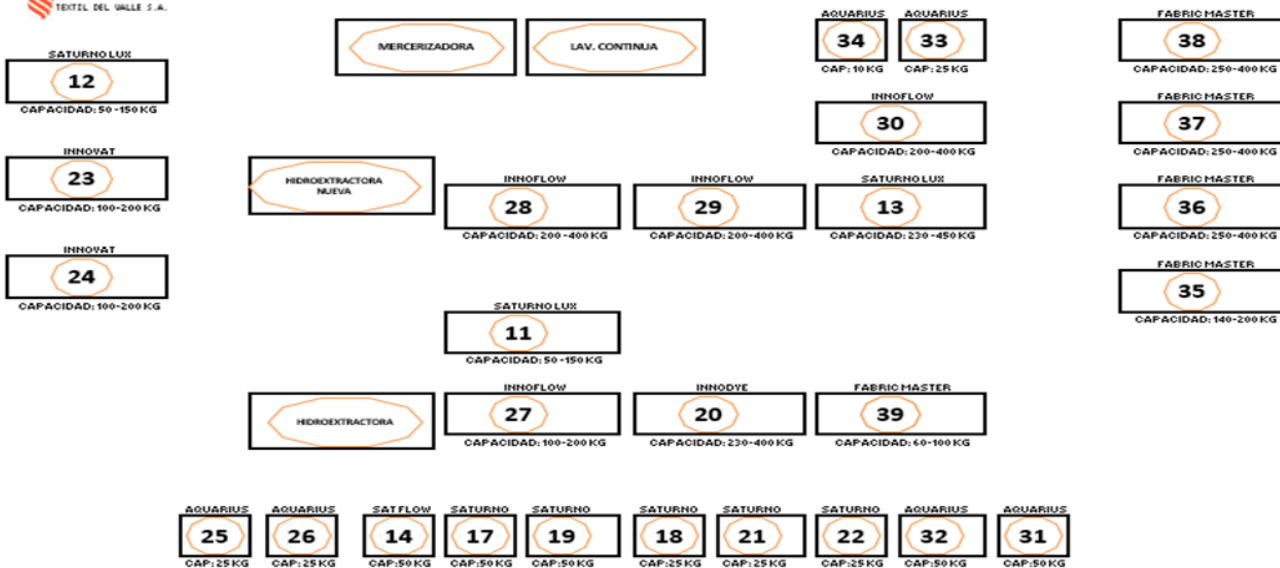 TEXTIL DEL VALLE S.A.
SATURNO LUX
12
CAPACIDAD: 50-150 KG
INNOVAT
23
CAPACIDAD: 100-200 KG
INNOVAT
24
CAPACIDAD: 100-200 KG
MERCERIZADORA
LAV. CONTINUA
AQUARIUS
34
CAP: 10 KG
AQUARIUS
33
CAP: 25 KG
INNOFLOW
30
CAPACIDAD: 200-400 KG
HIDROEXTRACTORA
NUEVA
INNOFLOW
28
CAPACIDAD: 200-400 KG
INNOFLOW
29
CAPACIDAD: 200-400 KG
SATURNO LUX
13
CAPACIDAD: 230-450 KG
FABRIC MASTER
38
CAPACIDAD: 250-400 KG
FABRIC MASTER
37
CAPACIDAD: 250-400 KG
FABRIC MASTER
36
CAPACIDAD: 250-400 KG
FABRIC MASTER
35
CAPACIDAD: 140-200 KG
SATURNO LUX
11
CAPACIDAD: 50-150 KG
HIDROEXTRACTORA
INNOFLOW
27
CAPACIDAD: 100-200 KG
INNODYE
20
CAPACIDAD: 230-400 KG
FABRIC MASTER
39
CAPACIDAD: 60-100 KG
AQUARIUS
25
CAP: 25 KG
AQUARIUS
26
CAP: 25 KG
SAT FLOW
14
CAP: 50 KG
SATURNO
17
CAP: 50 KG
SATURNO
19
CAP: 50 KG
SATURNO
18
CAP: 25 KG
SATURNO
21
CAP: 25 KG
SATURNO
22
CAP: 25 KG
AQUARIUS
32
CAP: 50 KG
AQUARIUS
31
CAP: 50 KG